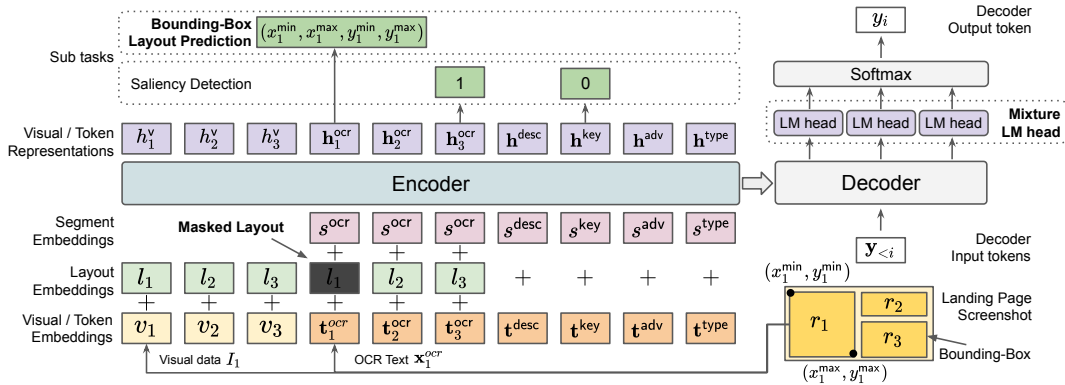 Bounding-Box
Layout Prediction
(x₁^min, x₁^max, y₁^min, y₁^max)
Sub tasks
Saliency Detection
1
0
Visual / Token
Representations
h₁^v h₂^v h₃^v h₁^ocr h₂^ocr h₃^ocr h^desc h^key h^adv h^type
Encoder
Masked Layout
Segment
Embeddings
s^ocr s^ocr s^ocr s^desc s^key s^adv s^type
+ + +
Layout
Embeddings
l₁ l₂ l₃ l₁ l₂ l₃ + + + +
+ + + + + +
Visual / Token
Embeddings
v₁ v₂ v₃ t₁^ocr t₂^ocr t₃^ocr t^desc t^key t^adv t^type
Visual data I₁
OCR Text x₁^ocr
y_i
Decoder
Output token
Softmax
LM head LM head LM head
Mixture
LM head
Decoder
y_{<i}
Decoder
Input tokens
(x₁^min, y₁^min)
r₁
r₂
r₃
Landing Page
Screenshot
Bounding-Box
(x₁^max, y₁^max)